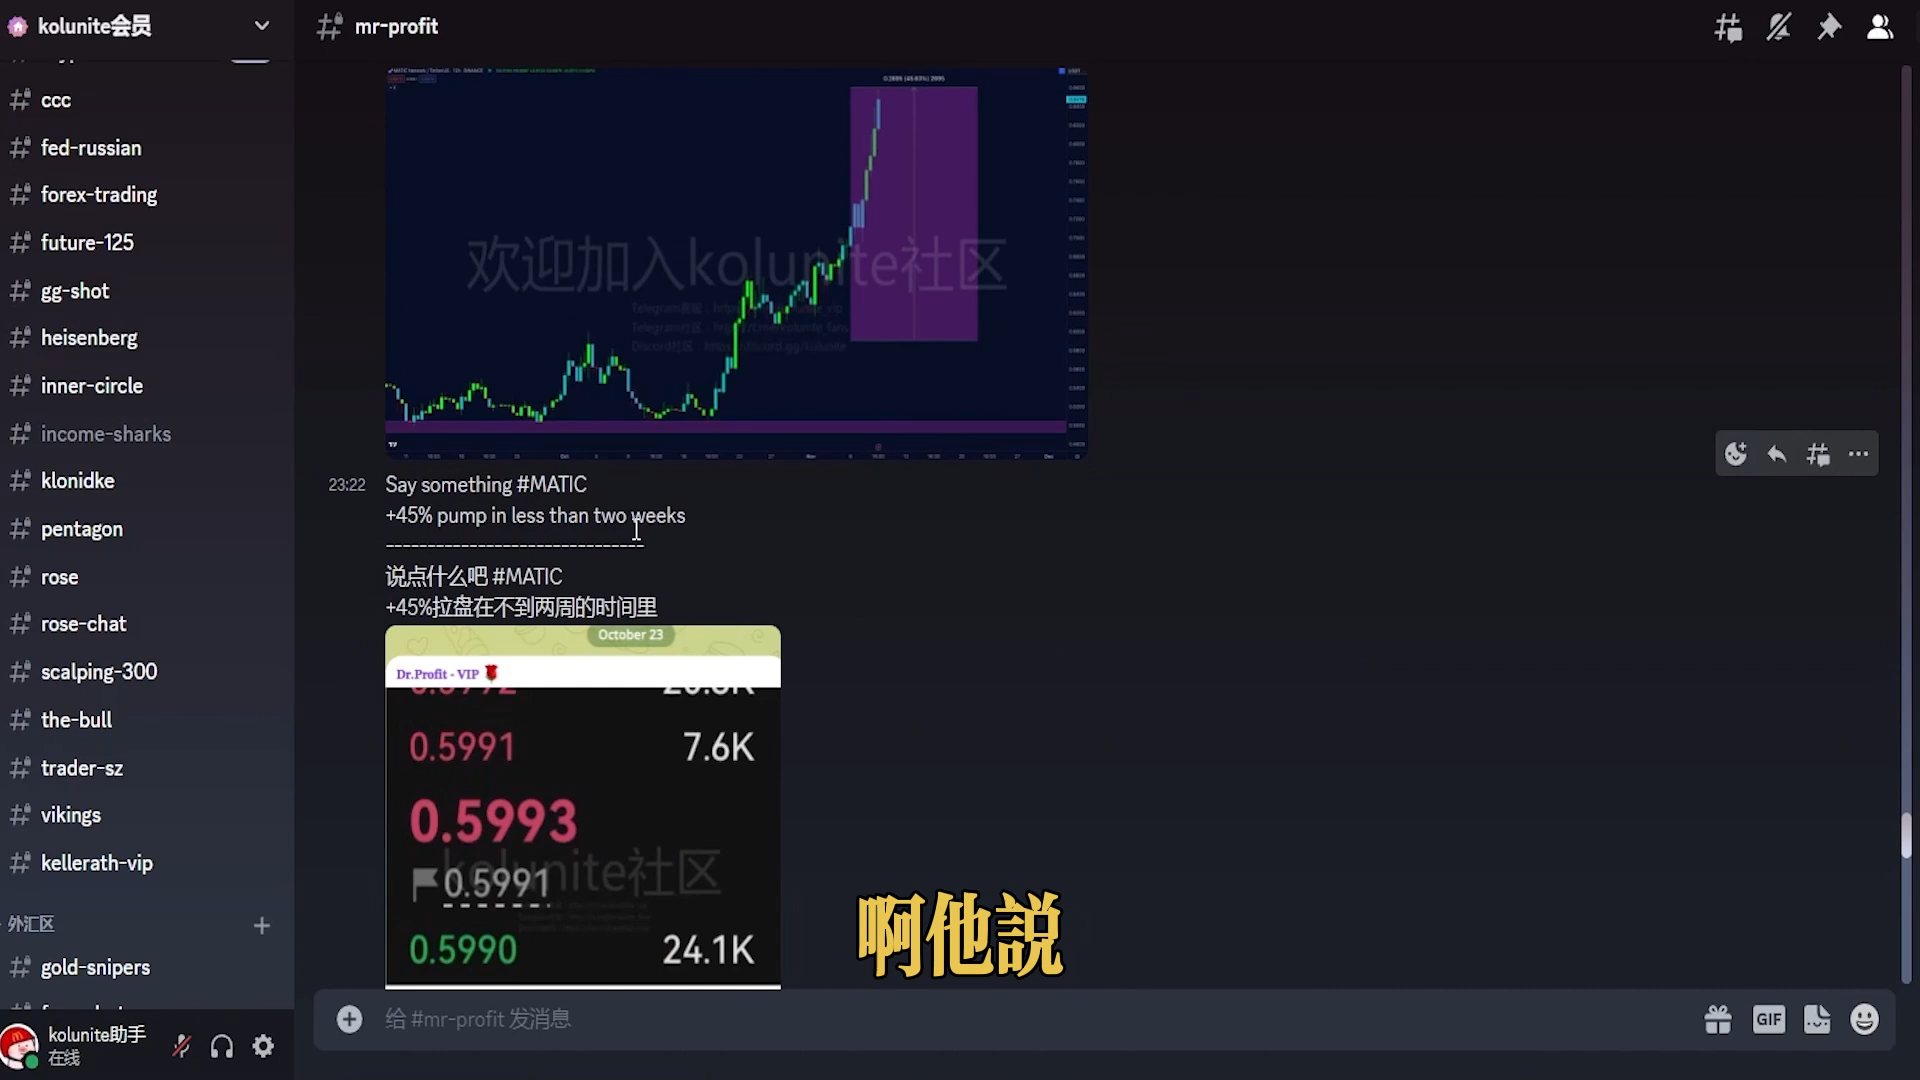 kolunite会员
ccc
fed-russian
forex-trading
future-125
gg-shot
heisenberg
inner-circle
income-sharks
klonidke
pentagon
rose
rose-chat
scalping-300
the-bull
trader-sz
vikings
kellerath-vip
外汇区
gold-snipers
kolunite助手
在线
mr-profit
欢迎加入kolunite社区
23:22 Say something #MATIC
+45% pump in less than two weeks
-------------------------------
说点什么吧 #MATIC
+45%拉盘在不到两周的时间里
October 23
Dr.Profit - VIP
0.5991 7.6K
0.5993
kolunite社区
0.5991
0.5990 24.1K
啊他説
给 #mr-profit 发消息
GIF